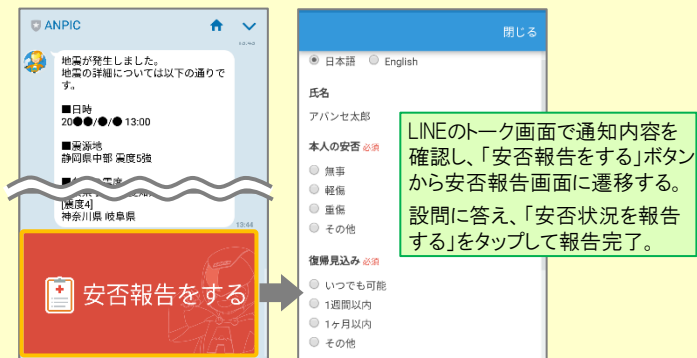 ANPIC
地震が発生しました。
地震の詳細については以下の通りで
す。
■日時
20●●/●/● 13:00
■震源地
静岡県中部 震度5強
[震度4]
神奈川県 岐阜県
13:44
安否報告をする
閉じる
日本語 English
氏名
アバンセ太郎
本人の安否 必須
無事
軽傷
重傷
その他
復帰見込み 必須
いつでも可能
1週間以内
1ヶ月以内
その他
LINEのトーク画面で通知内容を
確認し、「安否報告をする」ボタン
から安否報告画面に遷移する。
設問に答え、「安否状況を報告
する」をタップして報告完了。